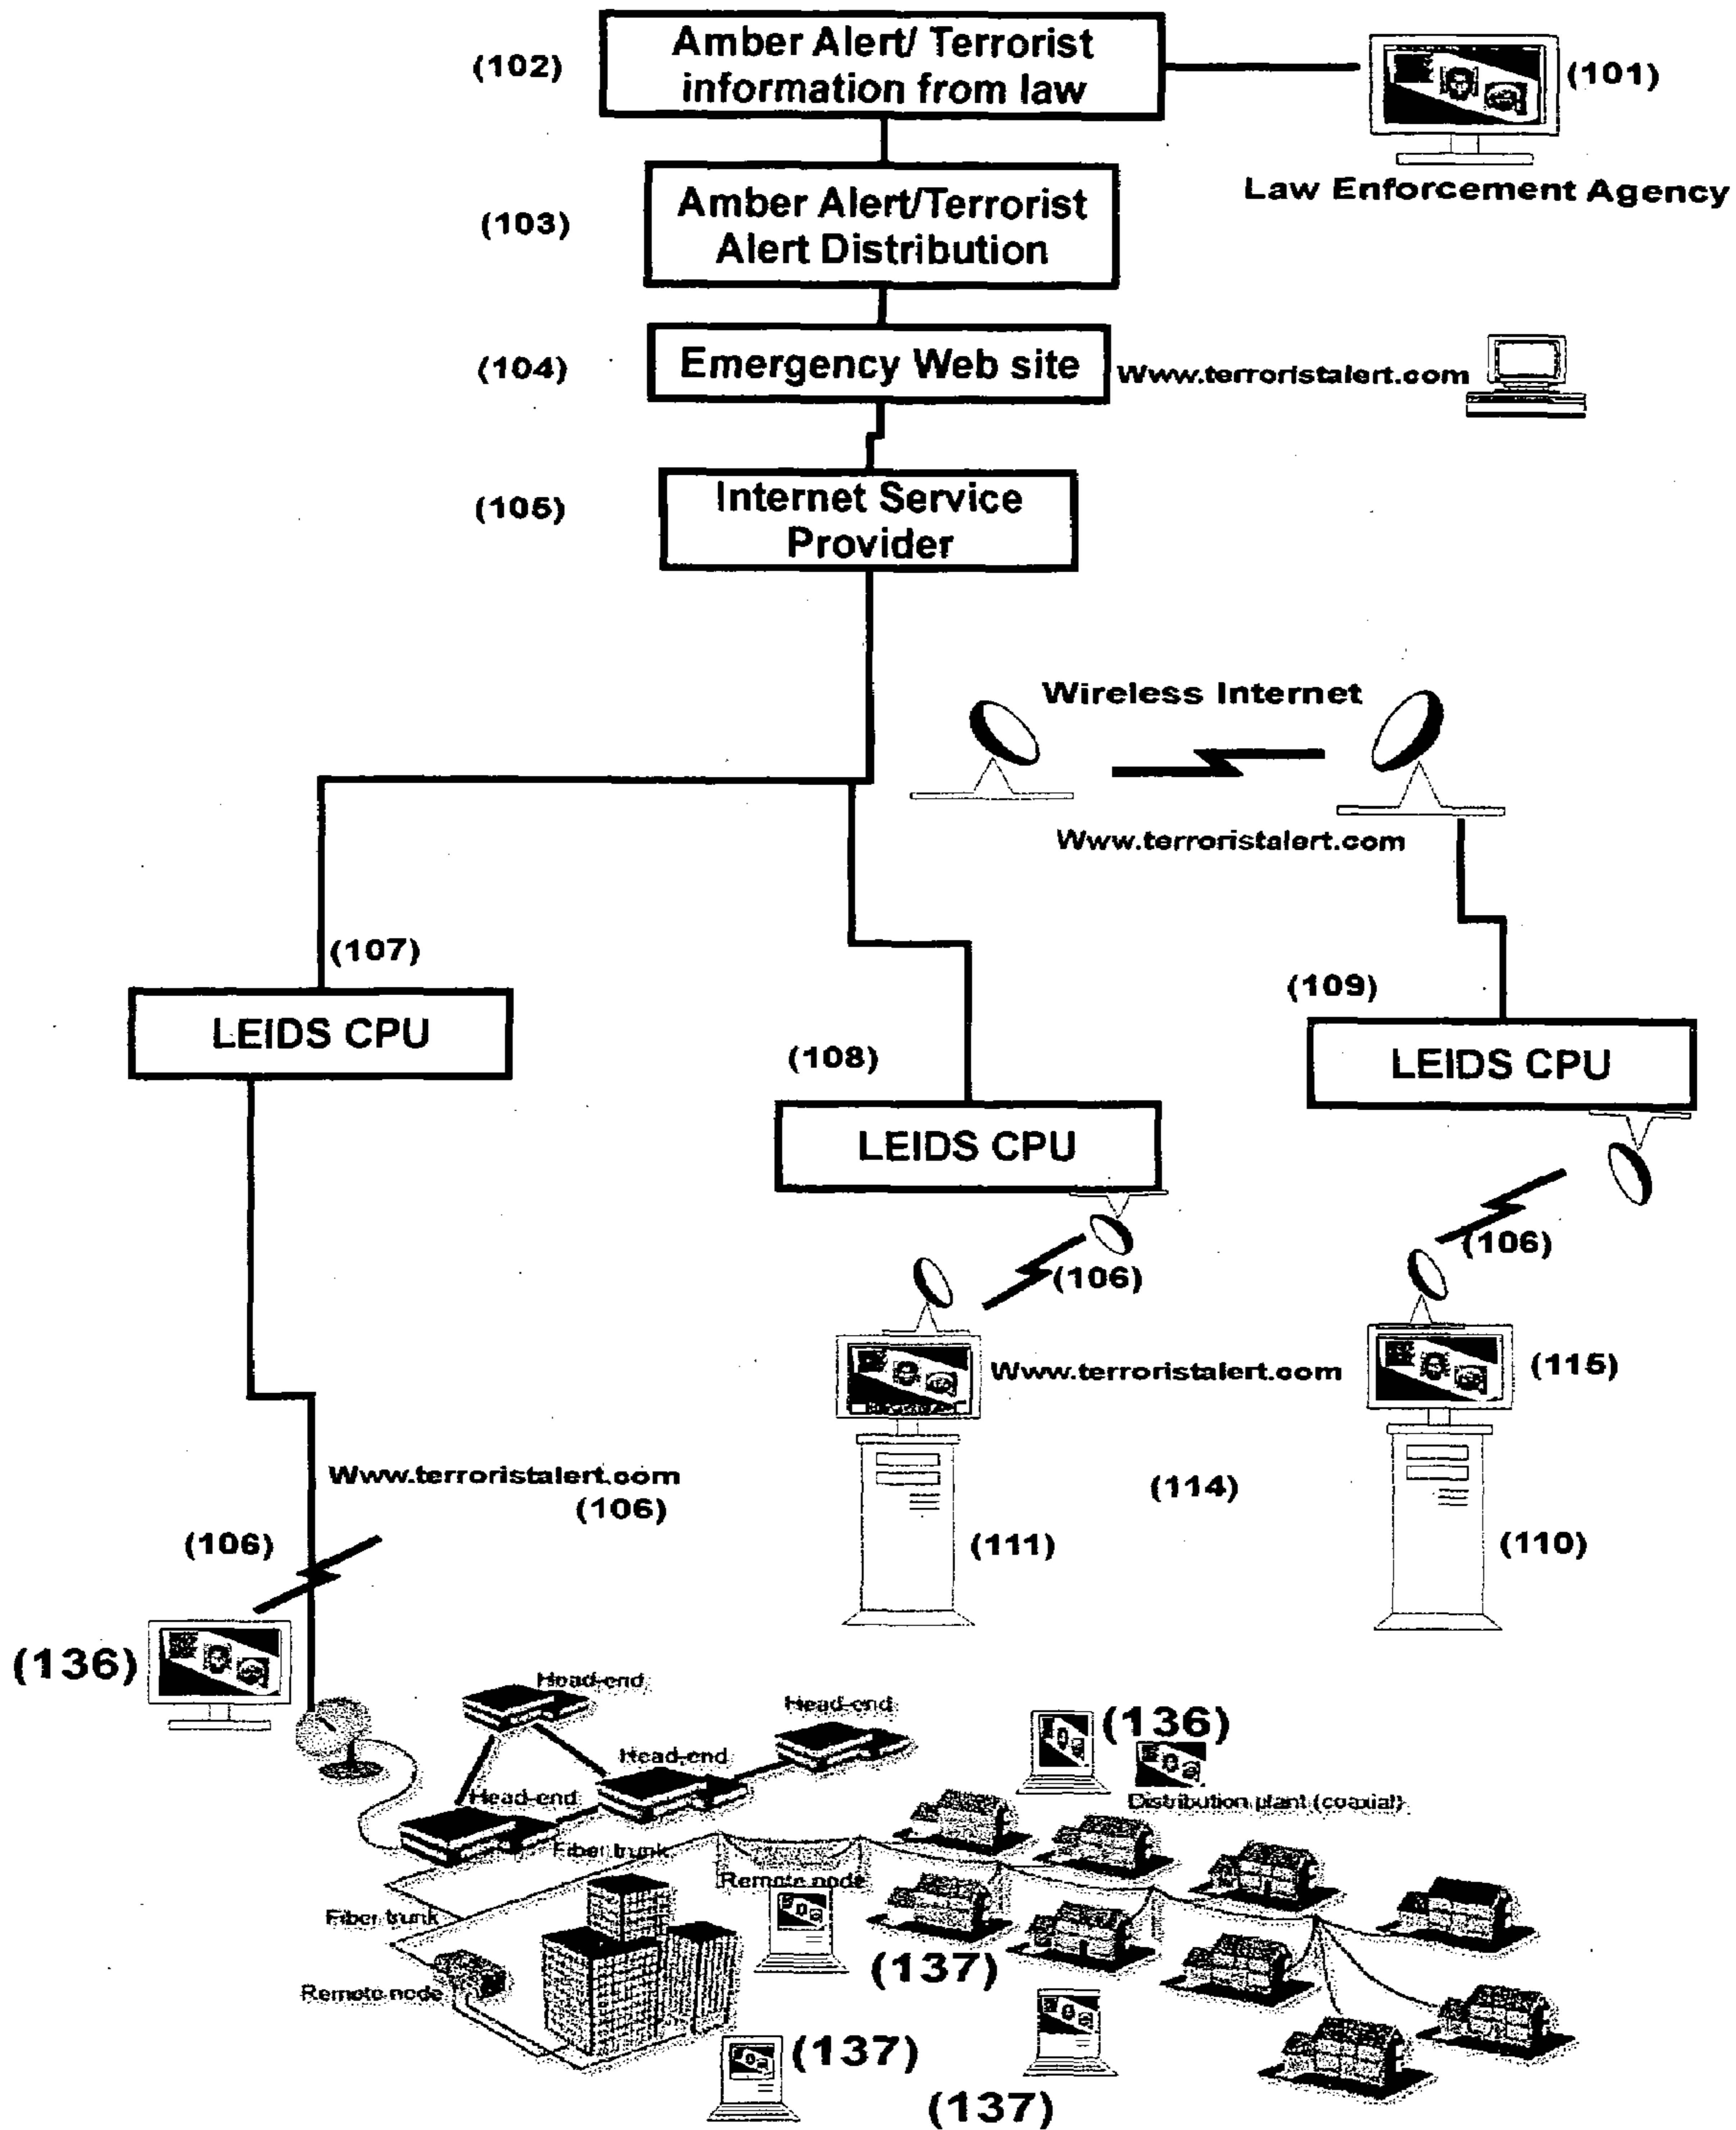 (102)
Amber Alert/ Terrorist
information from law
(101)
Law Enforcement Agency
(103)
Amber Alert/Terrorist
Alert Distribution
(104)
Emergency Web site
Www.terroristalert.com
(105)
Internet Service
Provider
Wireless Internet
Www.terroristalert.com
(107)
LEIDS CPU
(108)
LEIDS CPU
(109)
LEIDS CPU
(106)
(106)
Www.terroristalert.com
(115)
(114)
(111)
(110)
Www.terroristalert.com
(106)
(106)
(136)
Head-end
Head-end
Head-end
Head-end
(136)
Distribution plant (coaxial)
Fiber trunk
Remote node
Fiber trunk
Remote node
(137)
(137)
(137)